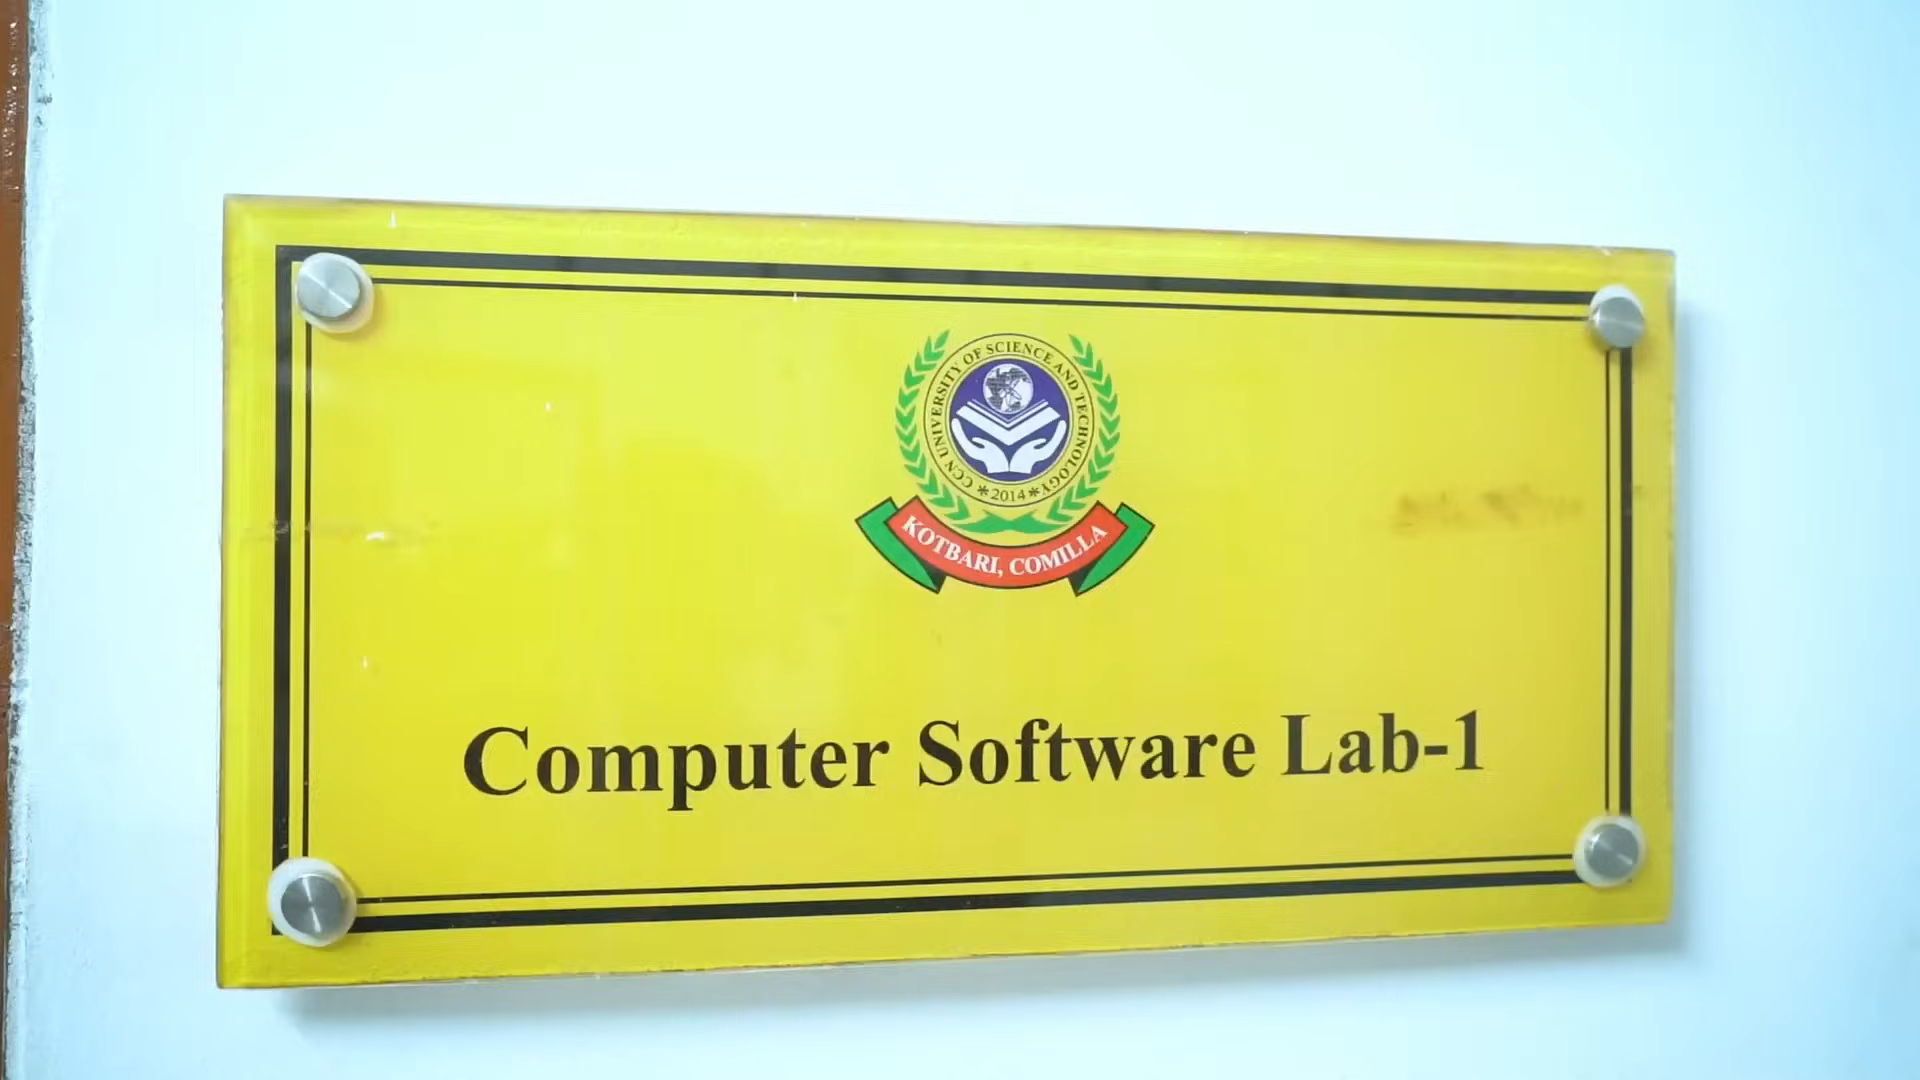 CCN UNIVERSITY OF SCIENCE AND TECHNOLOGY
* 2014 *
KOTBARI, COMILLA
Computer Software Lab-1